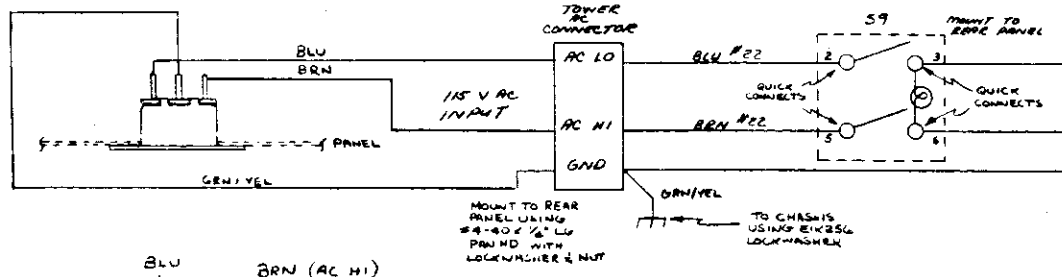 TOWER
AC
CONNECTOR
S9
MOUNT TO
REAR PANEL
BLU
BRN
AC LO
BLU #22
2
3
QUICK
CONNECTS
QUICK
CONNECTS
115 V AC
INPUT
AC HI
BRN #22
5
6
PANEL
GND
GRN/YEL
GRN/YEL
MOUNT TO REAR
PANEL USING
#4-40 x 1/2" LG
PAN HD WITH
LOCKWASHER & NUT
TO CHASSIS
USING
LOCKWASHER
BLU
BRN (AC HI)